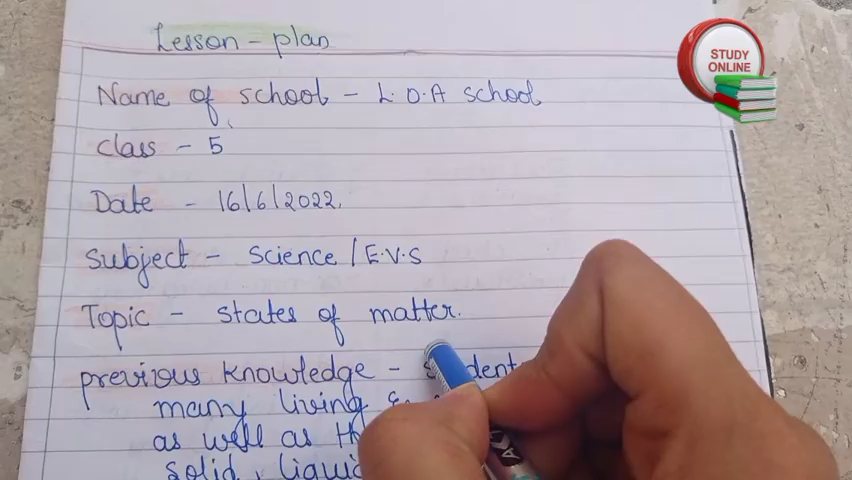 Lesson - plan
STUDY
ONLINE
Name of school - L.O.A school
class - 5
Date - 16/6/2022.
Subject - Science / E.V.S
Topic - states of matter.
previous knowledge -
many living &
as well as
solid, liquid